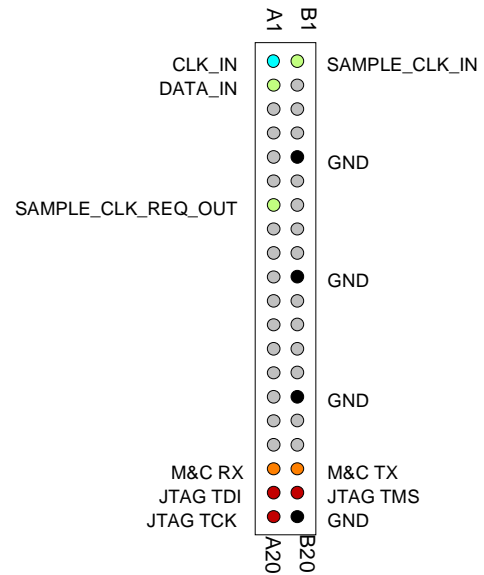 A1 B1
CLK_IN SAMPLE_CLK_IN
DATA_IN
GND
SAMPLE_CLK_REQ_OUT
GND
GND
M&C RX M&C TX
JTAG TDI JTAG TMS
JTAG TCK GND
A20 B20